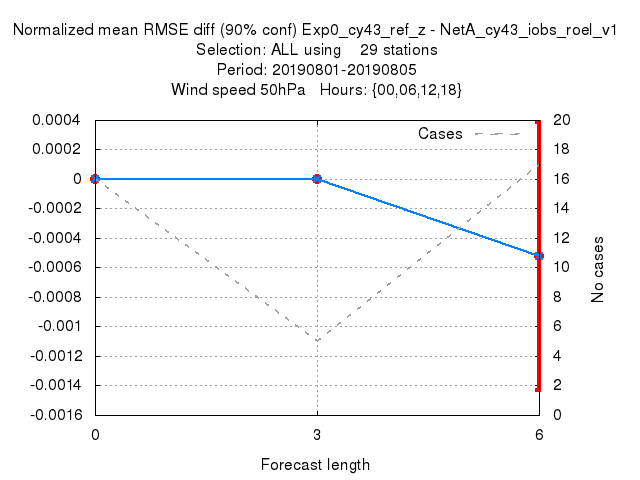 Normalized mean RMSE diff (90% conf) Exp0_cy43_ref_z - NetA_cy43_iobs_roel_v1
Selection: ALL using    29 stations
Period: 20190801-20190805
Wind speed 50hPa   Hours: {00,06,12,18}
Cases
0.0004
0.0002
0
-0.0002
-0.0004
-0.0006
-0.0008
-0.001
-0.0012
-0.0014
-0.0016
20
18
16
14
12
10
8
6
4
2
0
No cases
0 3 6
Forecast length